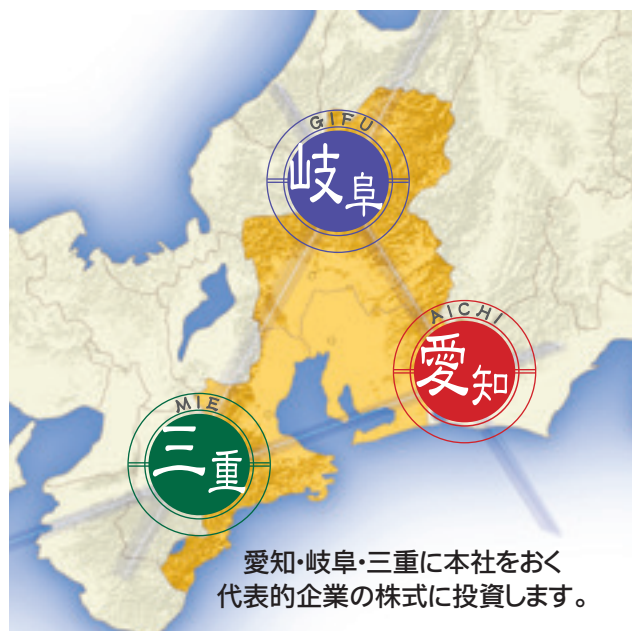 GIFU
岐阜
AICHI
愛知
MIE
三重
愛知・岐阜・三重に本社をおく
代表的企業の株式に投資します。